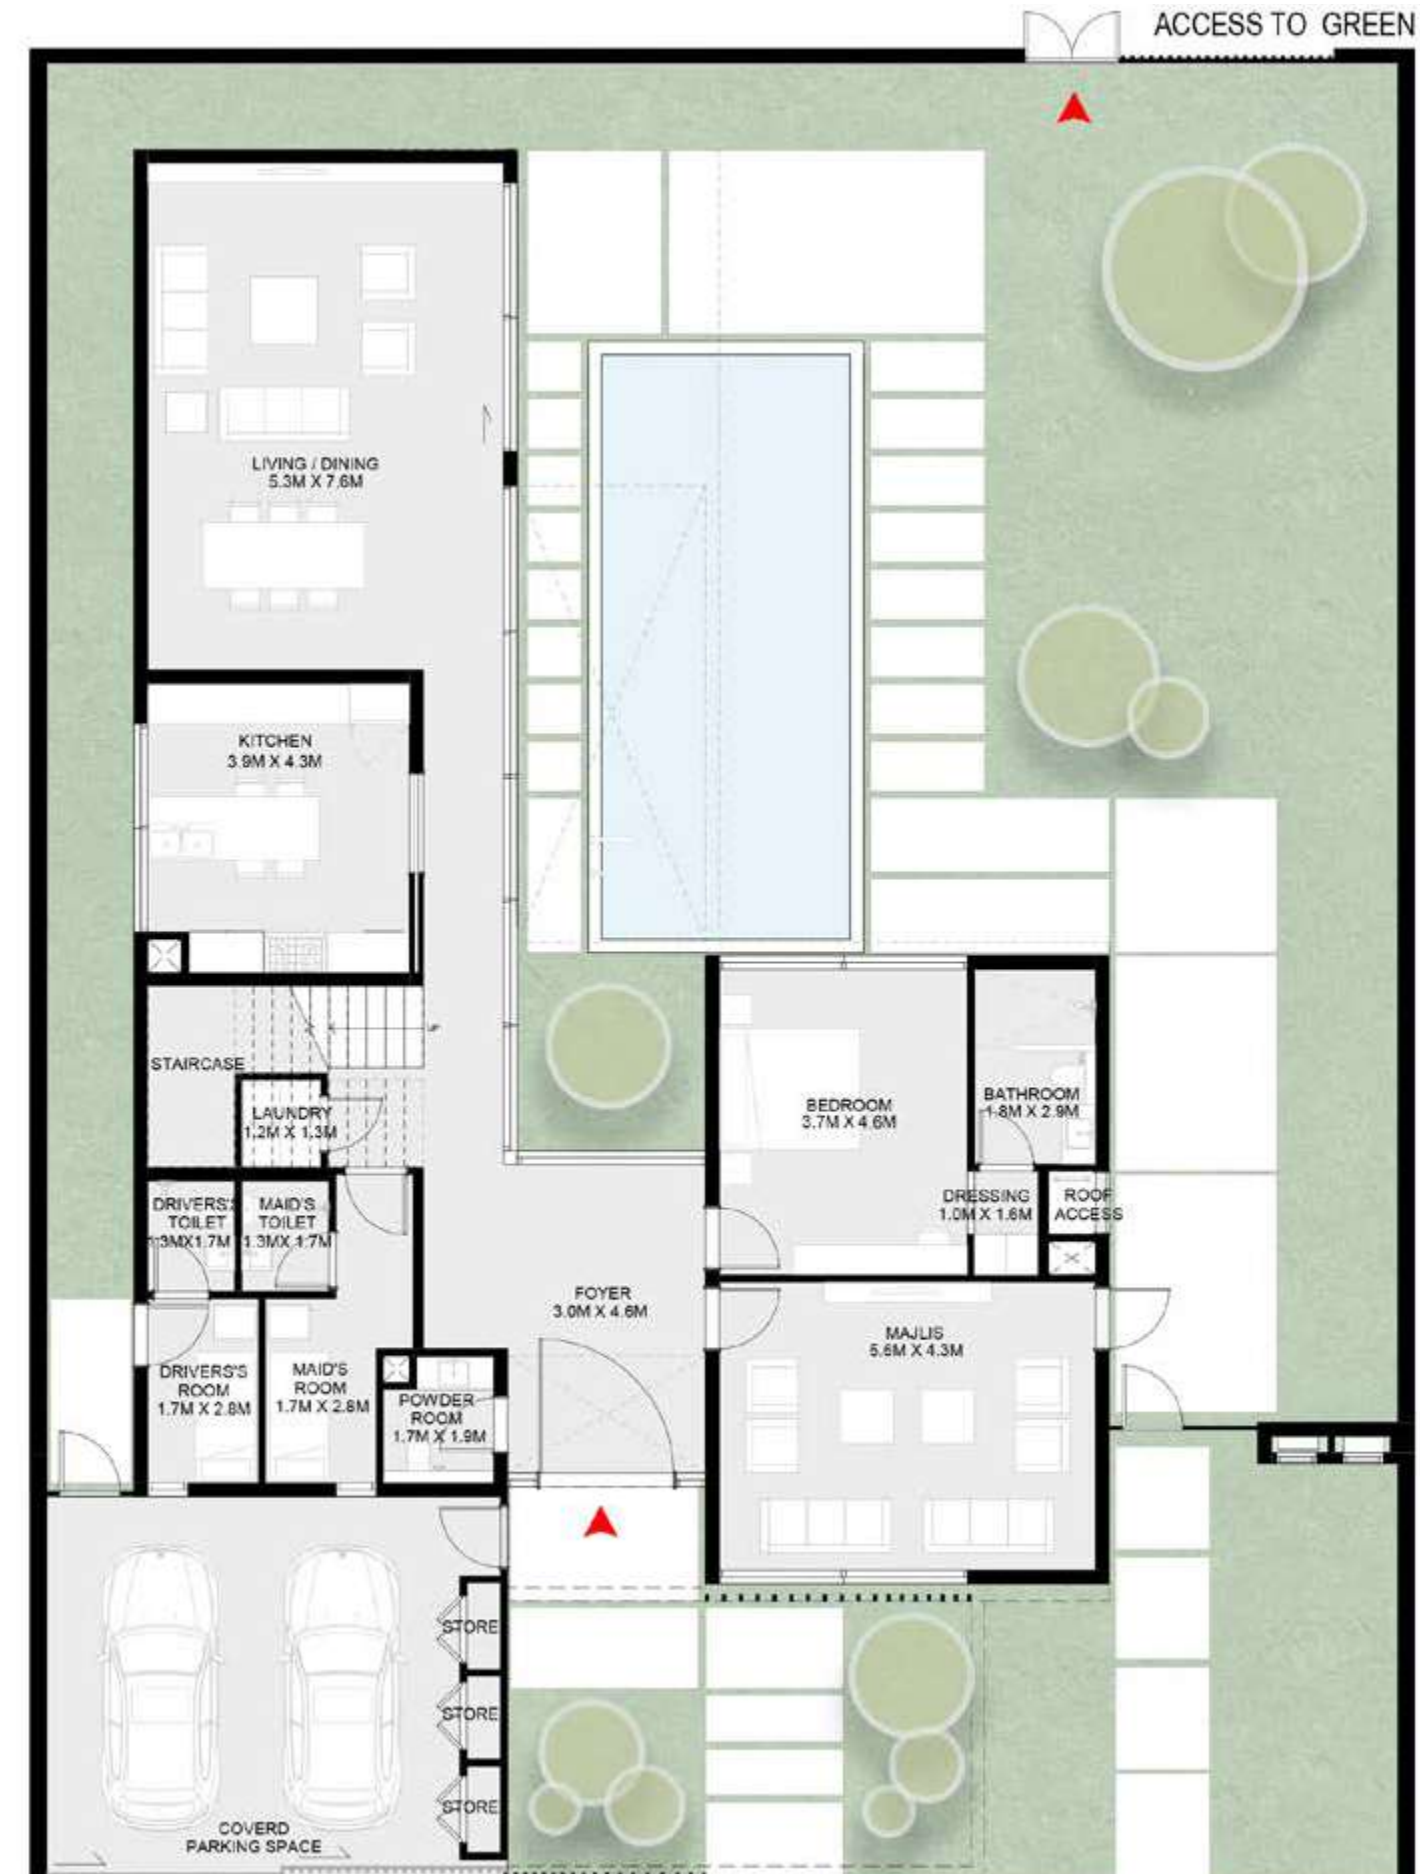 ACCESS TO GREEN
LIVING / DINING
5.3M X 7.6M
KITCHEN
3.9M X 4.3M
STAIRCASE
LAUNDRY
1.2M X 1.3M
BEDROOM
3.7M X 4.6M
BATHROOM
1.8M X 2.9M
DRIVERS'S
TOILET
1.3MX1.7M
MAID'S
TOILET
1.3MX 1.7M
DRESSING
1.0M X 1.6M
ROOF
ACCESS
FOYER
3.0M X 4.6M
MAJLIS
5.6M X 4.3M
DRIVERS'S
ROOM
1.7M X 2.8M
MAID'S
ROOM
1.7M X 2.8M
POWDER
ROOM
1.7M X 1.9M
STORE
STORE
STORE
COVERD
PARKING SPACE